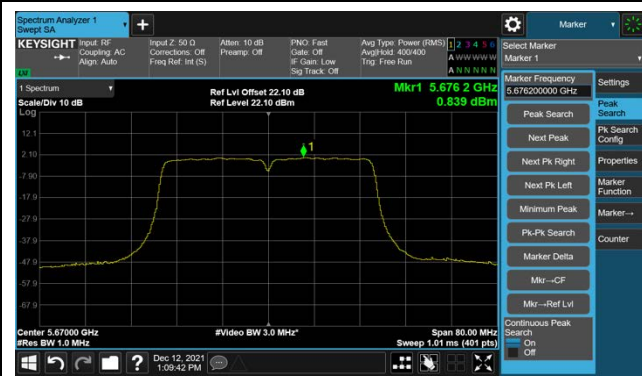 Spectrum Analyzer 1
Swept SA
Marker
KEYSIGHT
Input: RF
Coupling: AC
Align: Auto
Input Z: 50 Ω
Corrections: Off
Freq Ref: Int (S)
Atten: 10 dB
Preamp: Off
PNO: Fast
Gate: Off
IF Gain: Low
Sig Track: Off
Avg Type: Power (RMS)
Avg|Hold: 400/400
Trig: Free Run
1 2 3 4 5 6
A W W W W W
A N N N N N
Select Marker
Marker 1
1 Spectrum
Scale/Div 10 dB
Log
Ref Lvl Offset 22.10 dB
Ref Level 22.10 dBm
Mkr1 5.676 2 GHz
0.839 dBm
12.1
2.10
-7.90
-17.9
-27.9
-37.9
-47.9
-57.9
-67.9
1
Center 5.67000 GHz
#Res BW 1.0 MHz
#Video BW 3.0 MHz*
Span 80.00 MHz
Sweep 1.01 ms (401 pts)
Marker Frequency
5.676200000 GHz
Peak Search
Next Peak
Next Pk Right
Next Pk Left
Minimum Peak
Pk-Pk Search
Marker Delta
Mkr→CF
Mkr→Ref Lvl
Continuous Peak
Search
On
Off
Settings
Peak
Search
Pk Search
Config
Properties
Marker
Function
Marker→
Counter
Dec 12, 2021
1:09:42 PM